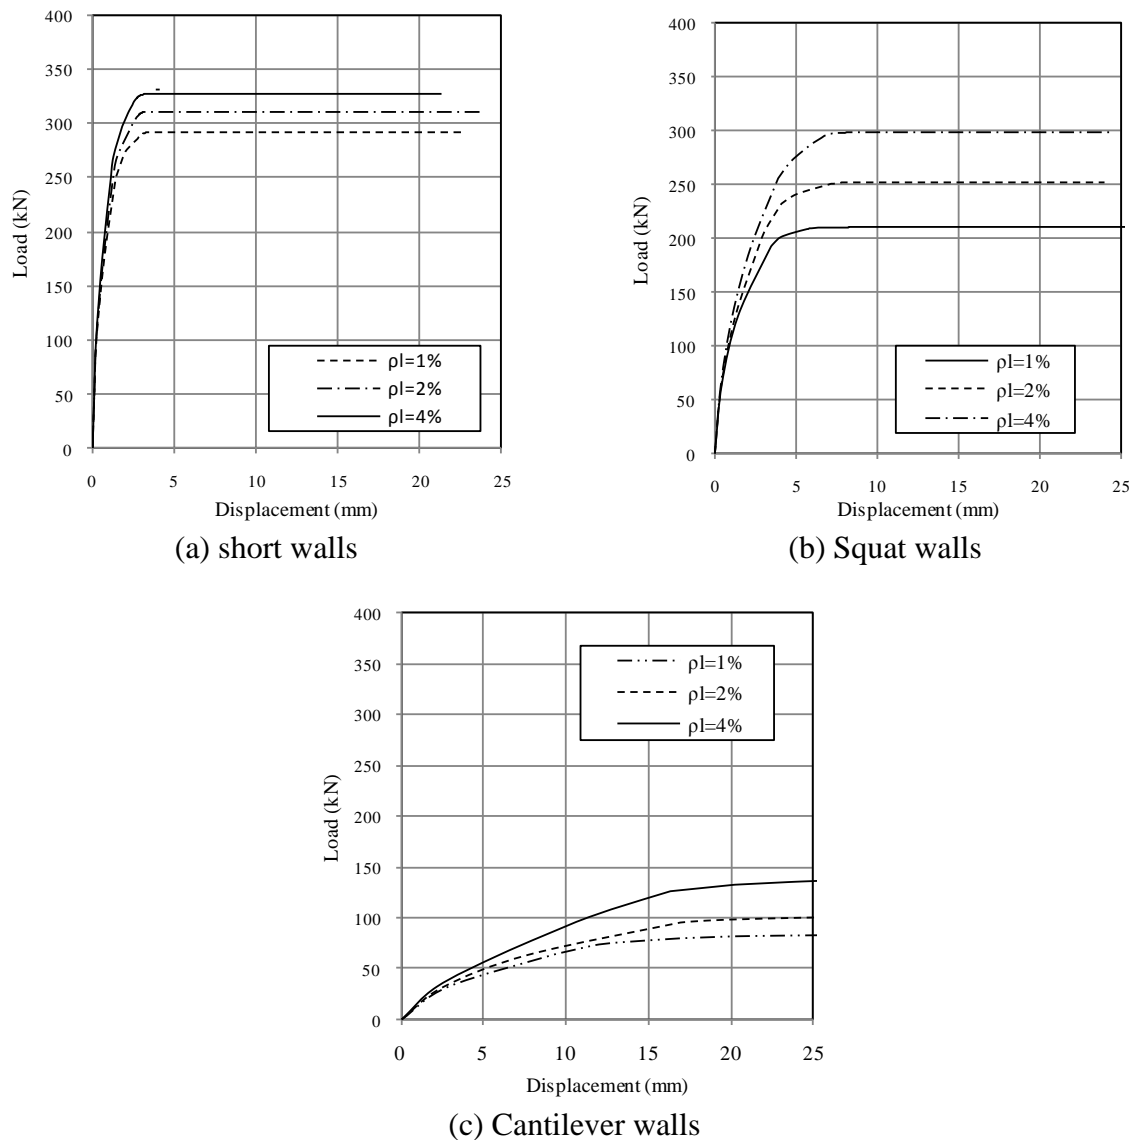 400
350
300
250
200
150
100
50
0
Load (kN)
ρl=1%
ρl=2%
ρl=4%
0 5 10 15 20 25
Displacement (mm)
(a) short walls
400
350
300
250
200
150
100
50
0
Load (kN)
ρl=1%
ρl=2%
ρl=4%
0 5 10 15 20 25
Displacement (mm)
(b) Squat walls
400
350
300
250
200
150
100
50
0
Load (kN)
ρl=1%
ρl=2%
ρl=4%
0 5 10 15 20 25
Displacement (mm)
(c) Cantilever walls